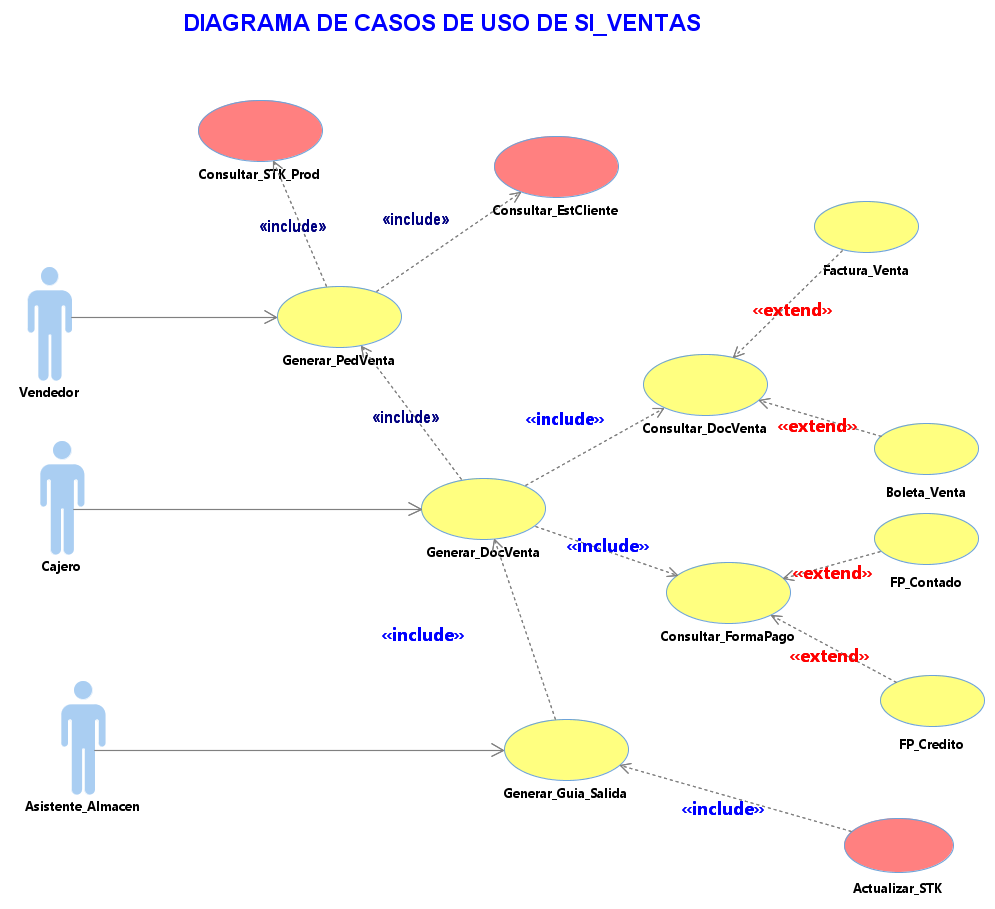 DIAGRAMA DE CASOS DE USO DE SI_VENTAS
Consultar_STK_Prod
Consultar_EstCliente
«include»
«include»
Factura_Venta
«extend»
Generar_PedVenta
Vendedor
«include»
«include»
Consultar_DocVenta
«extend»
Boleta_Venta
Cajero
Generar_DocVenta
«include»
«extend»
FP_Contado
Consultar_FormaPago
«include»
«extend»
FP_Credito
Asistente_Almacen
Generar_Guia_Salida
«include»
Actualizar_STK